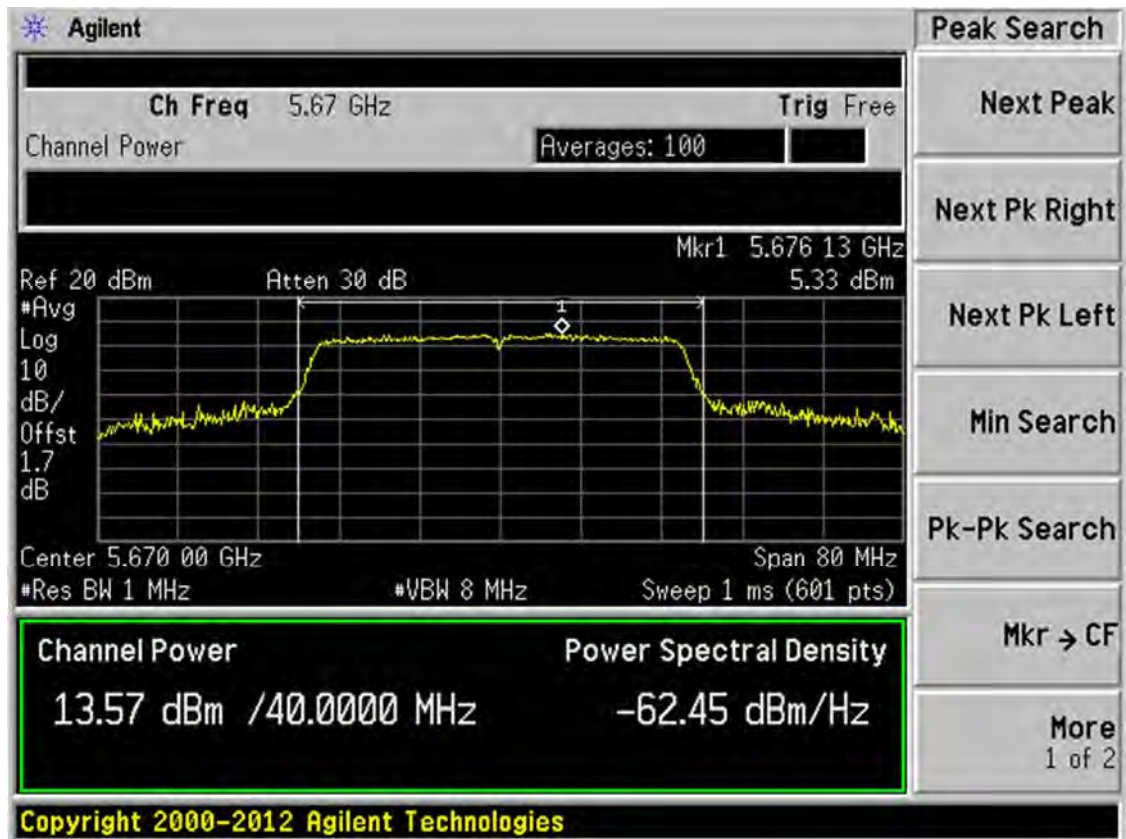 Agilent
Peak Search
Ch Freq 5.67 GHz Trig Free
Channel Power Averages: 100
Mkr1 5.676 13 GHz
Ref 20 dBm Atten 30 dB 5.33 dBm
#Avg
Log
10
dB/
Offst
1.7
dB
1
Center 5.670 00 GHz Span 80 MHz
#Res BW 1 MHz #VBW 8 MHz Sweep 1 ms (601 pts)
Channel Power Power Spectral Density
13.57 dBm /40.0000 MHz -62.45 dBm/Hz
Copyright 2000-2012 Agilent Technologies
Next Peak
Next Pk Right
Next Pk Left
Min Search
Pk-Pk Search
Mkr → CF
More
1 of 2